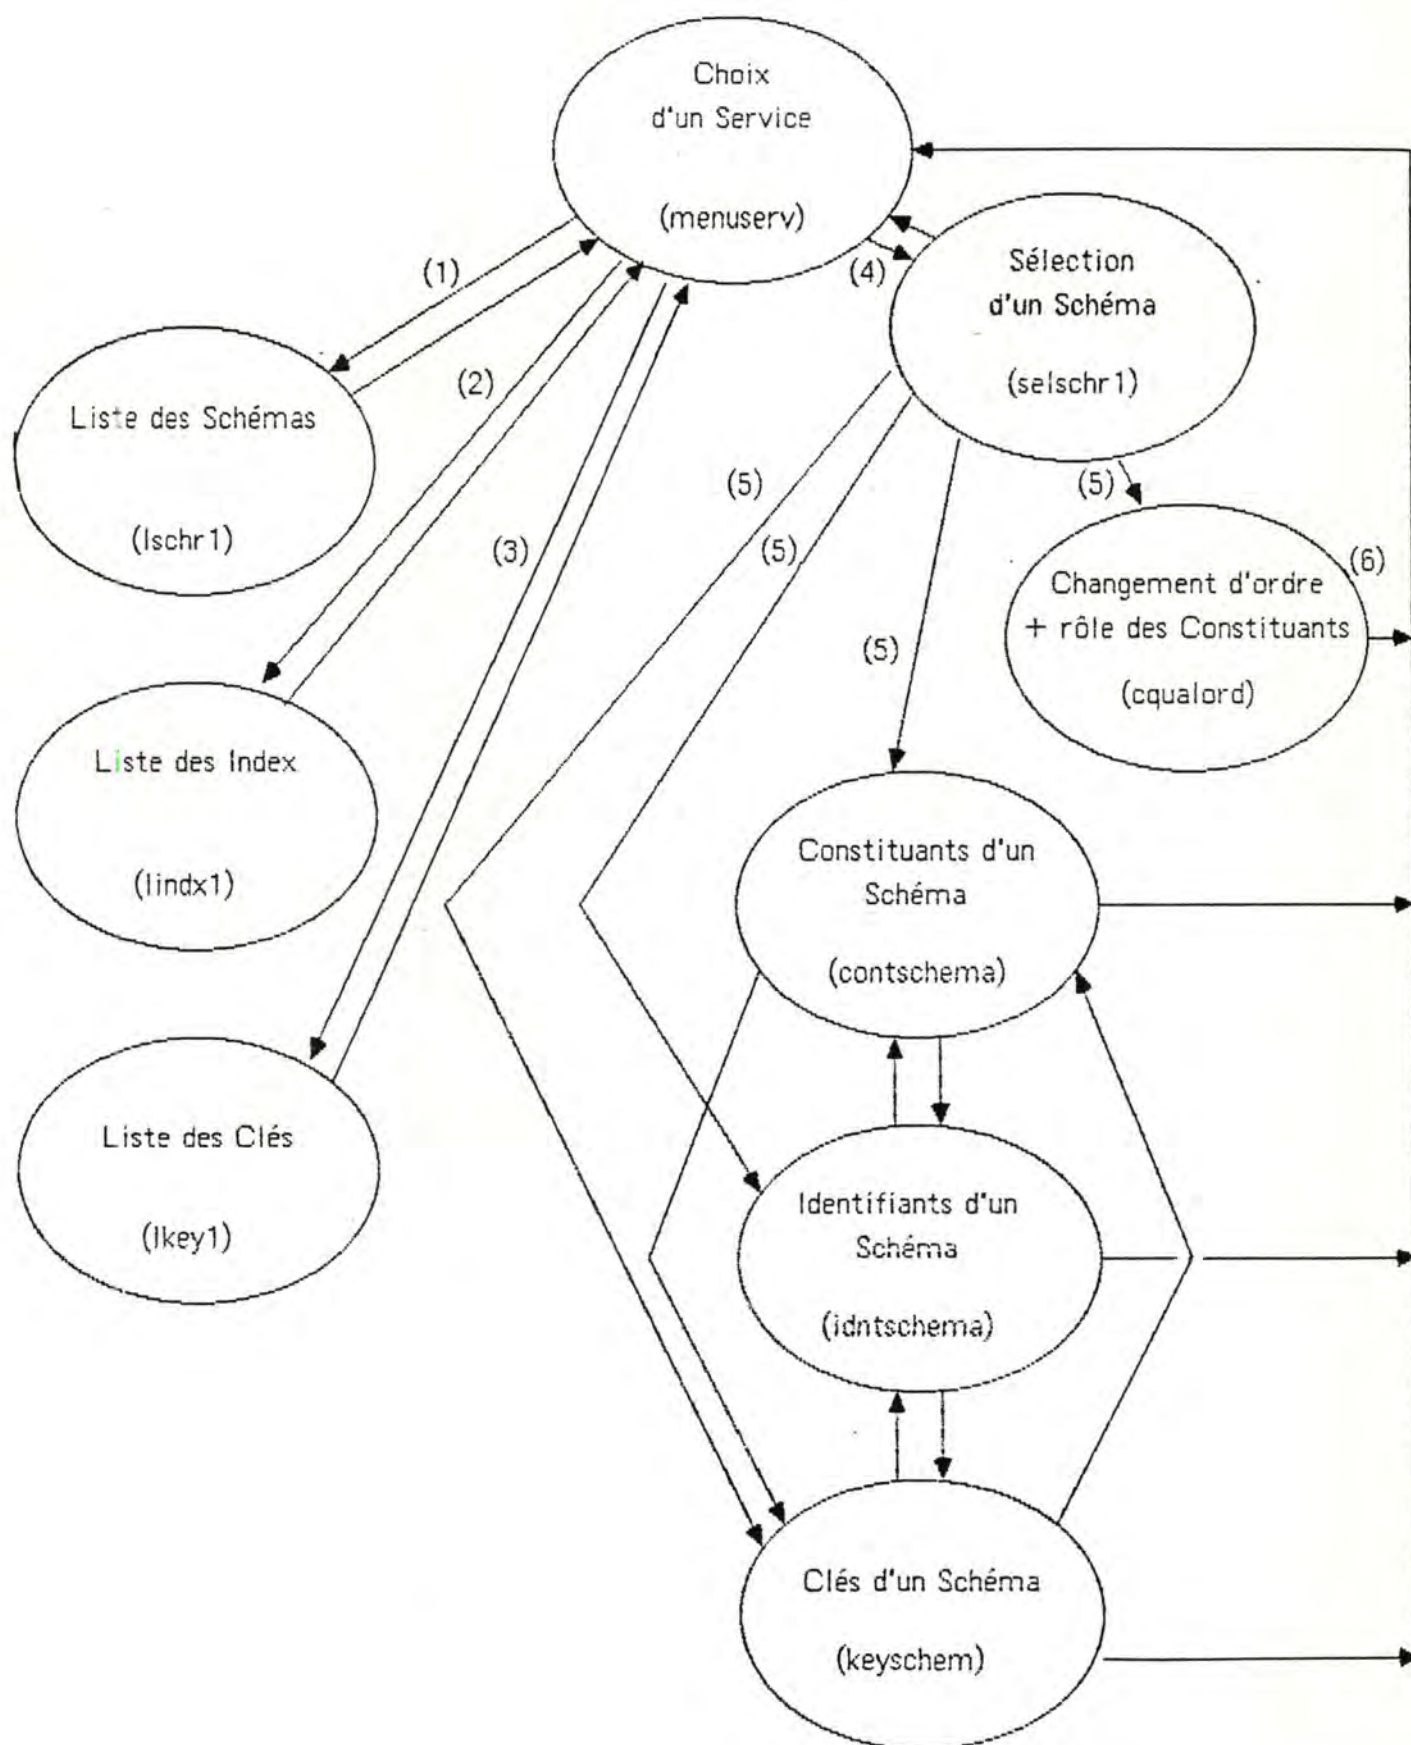 Choix
d'un Service
(menuserv)
(1)
(4)
Sélection
d'un Schéma
(selschr1)
(2)
Liste des Schémas
(lschr1)
(5)
(5)
(3)
(5)
(6)
Changement d'ordre
+ rôle des Constituants
(cqualord)
(5)
Liste des Index
(lindx1)
Constituants d'un
Schéma
(contschema)
Liste des Clés
(lkey1)
Identifiants d'un
Schéma
(idntschema)
Clés d'un Schéma
(keyschem)